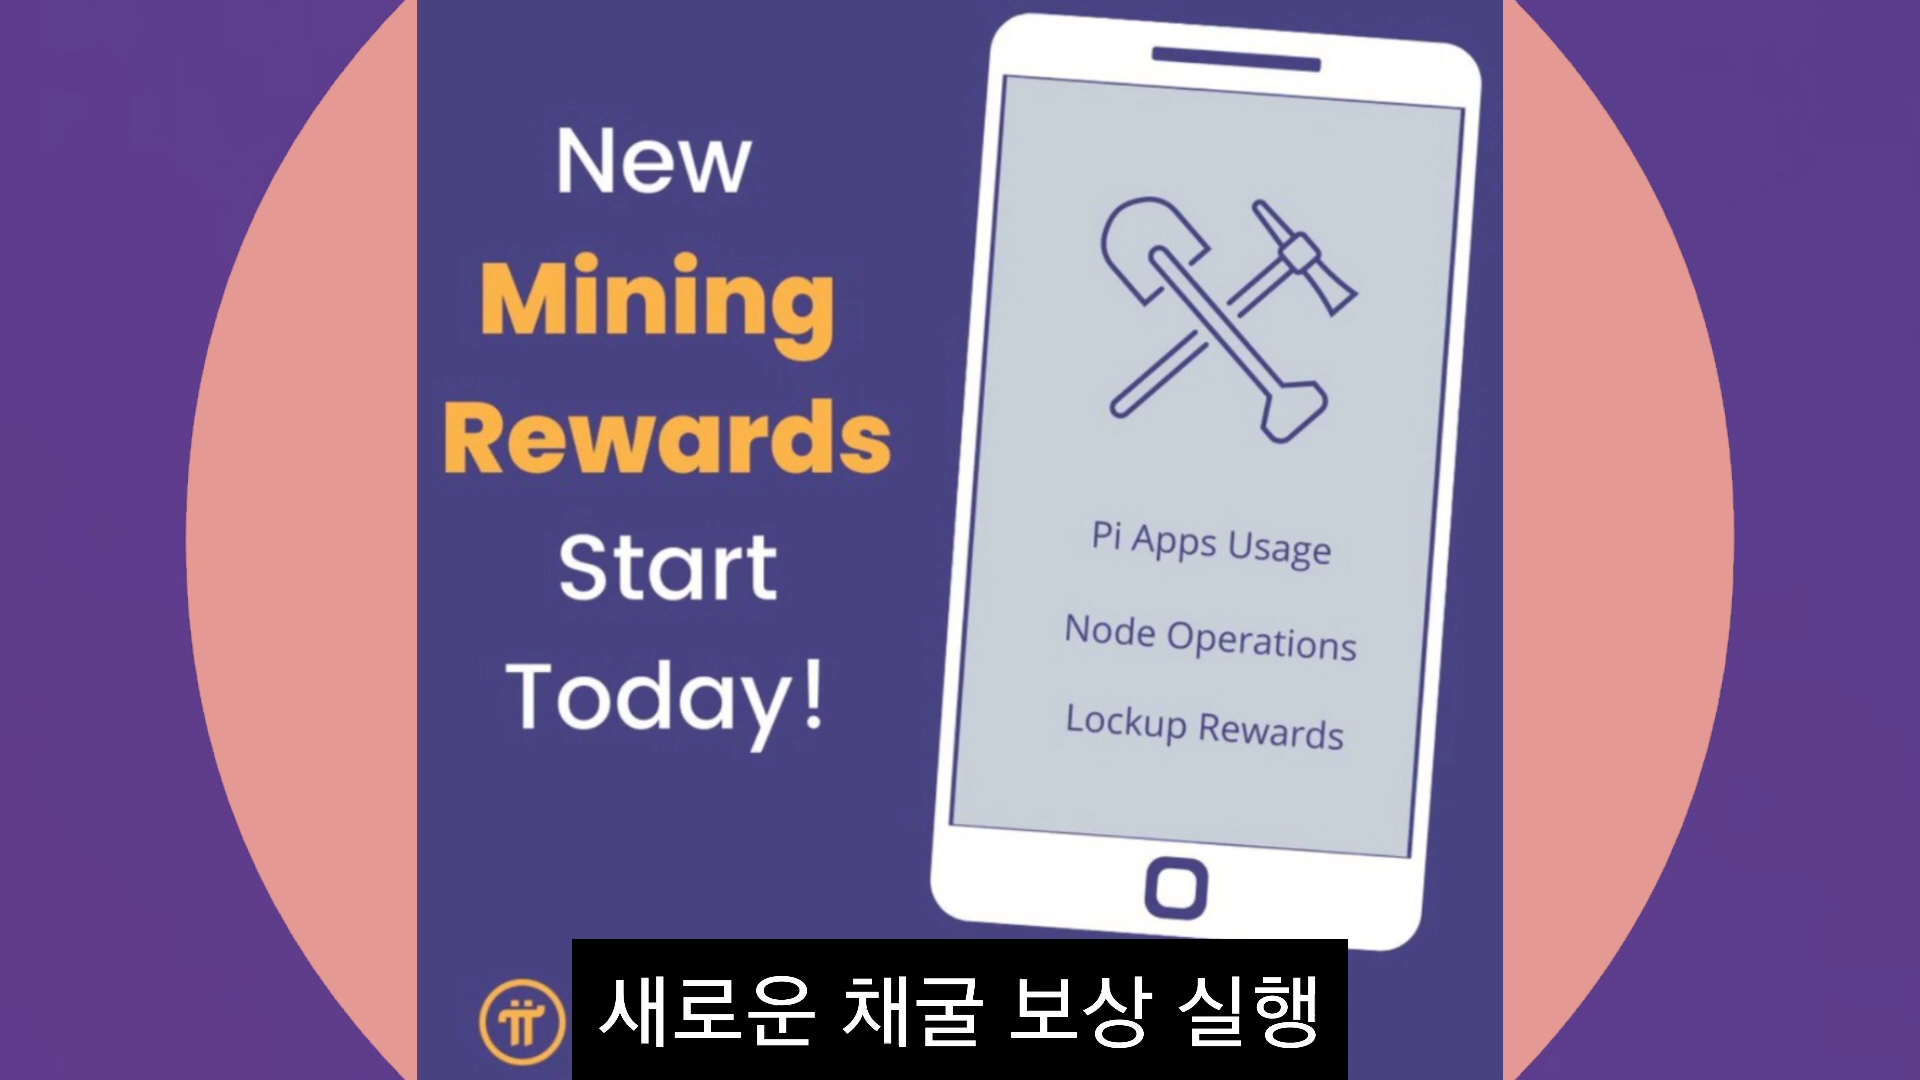 New
Mining
Rewards
Start
Today!
Pi Apps Usage
Node Operations
Lockup Rewards
새로운 채굴 보상 실행